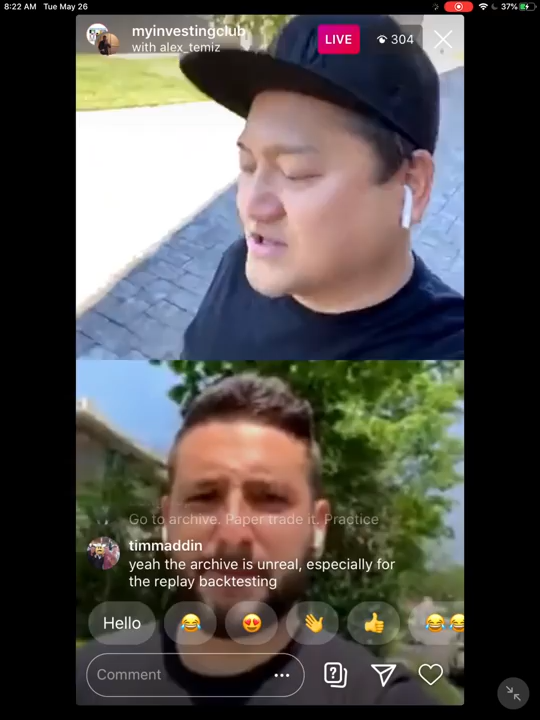 8:22 AM Tue May 26
37%
myinvestingclub
with alex_temiz
LIVE
304
Go to archive. Paper trade it. Practice
timmaddin
yeah the archive is unreal, especially for
the replay backtesting
Hello
Comment